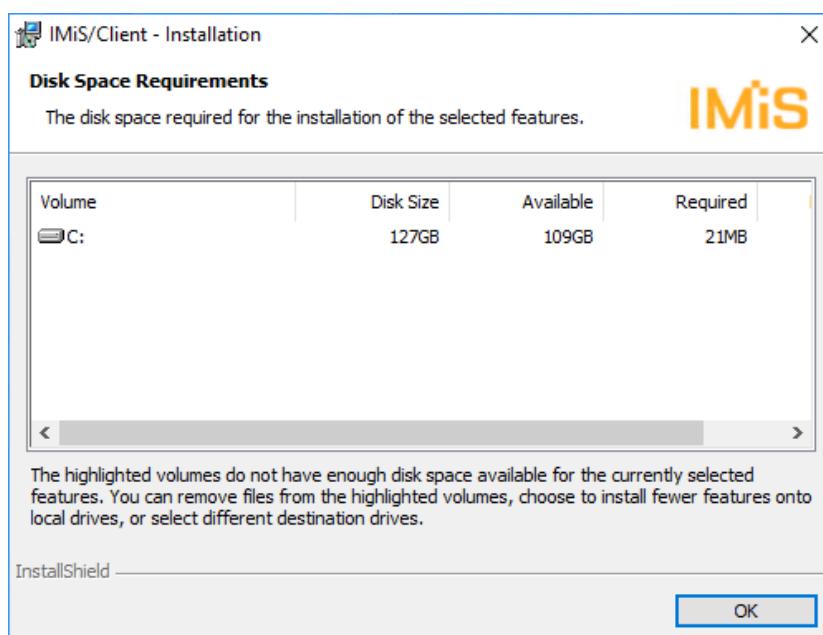 IMiS/Client - Installation
Disk Space Requirements
The disk space required for the installation of the selected features.
IMiS
Volume Disk Size Available Required
C: 127GB 109GB 21MB
The highlighted volumes do not have enough disk space available for the currently selected
features. You can remove files from the highlighted volumes, choose to install fewer features onto
local drives, or select different destination drives.
InstallShield
OK